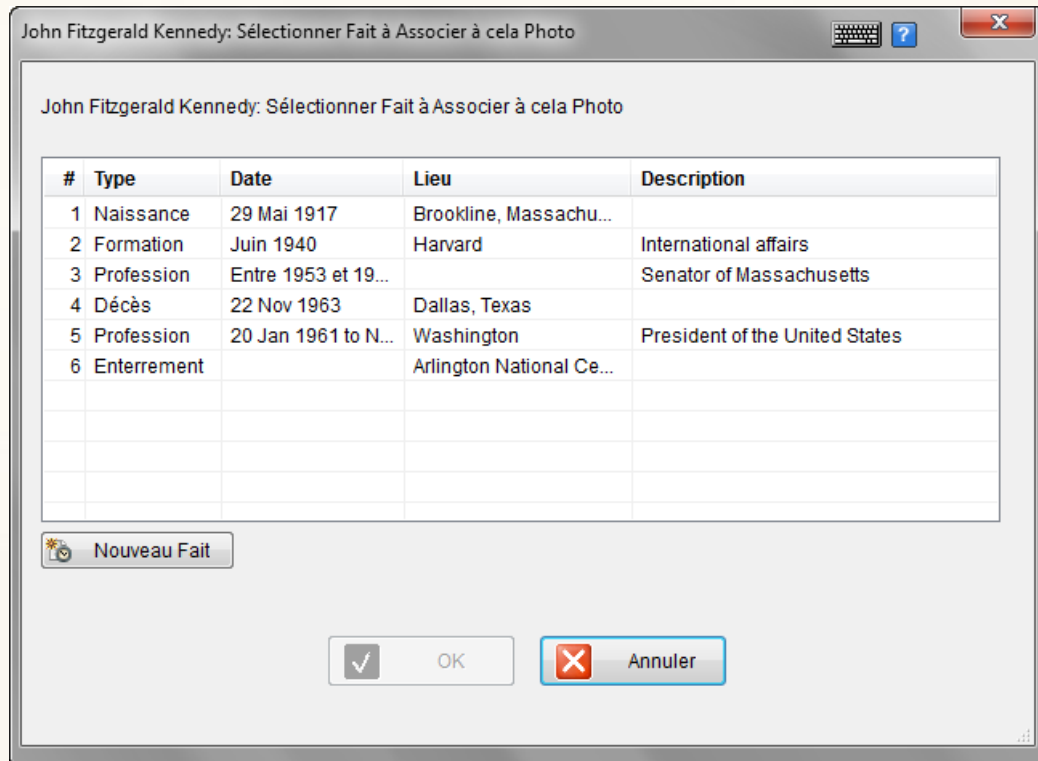 John Fitzgerald Kennedy: Sélectionner Fait à Associer à cela Photo
?
x
John Fitzgerald Kennedy: Sélectionner Fait à Associer à cela Photo
# Type Date Lieu Description
1 Naissance 29 Mai 1917 Brookline, Massachu...
2 Formation Juin 1940 Harvard International affairs
3 Profession Entre 1953 et 19... Senator of Massachusetts
4 Décès 22 Nov 1963 Dallas, Texas
5 Profession 20 Jan 1961 to N... Washington President of the United States
6 Enterrement Arlington National Ce...
Nouveau Fait
OK Annuler